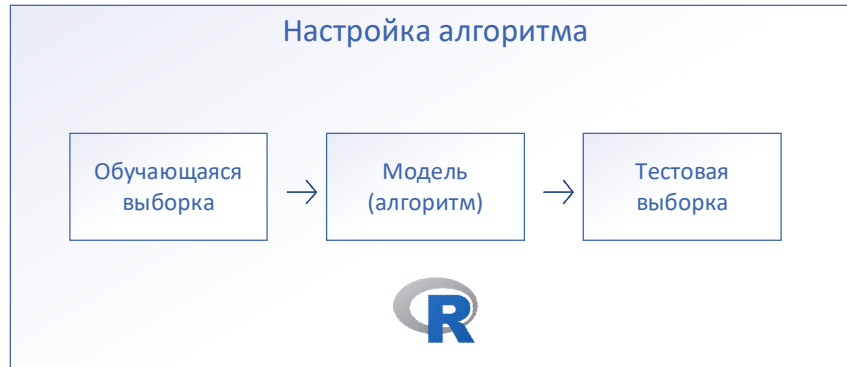 Настройка алгоритма
Обучающаяся
выборка
Модель
(алгоритм)
Тестовая
выборка
R